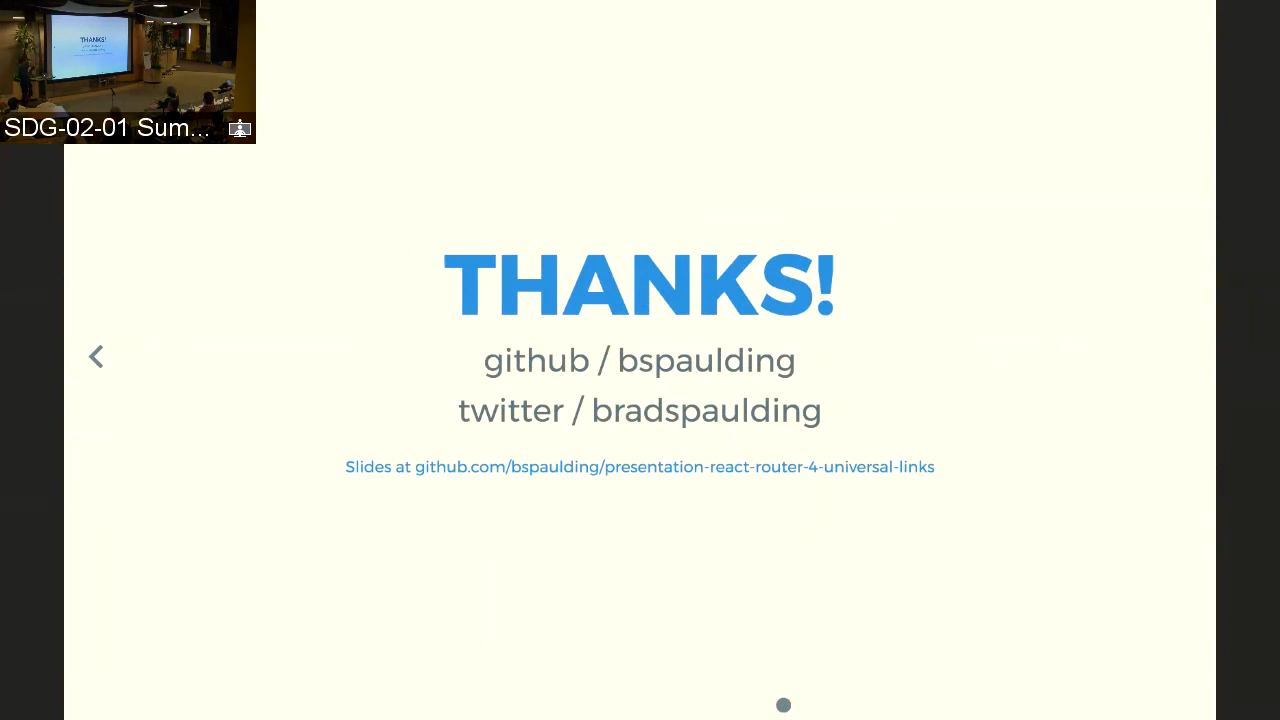 THANKS!
SDG-02-01 Sum...
THANKS!
github / bspaulding
twitter / bradspaulding
Slides at github.com/bspaulding/presentation-react-router-4-universal-links